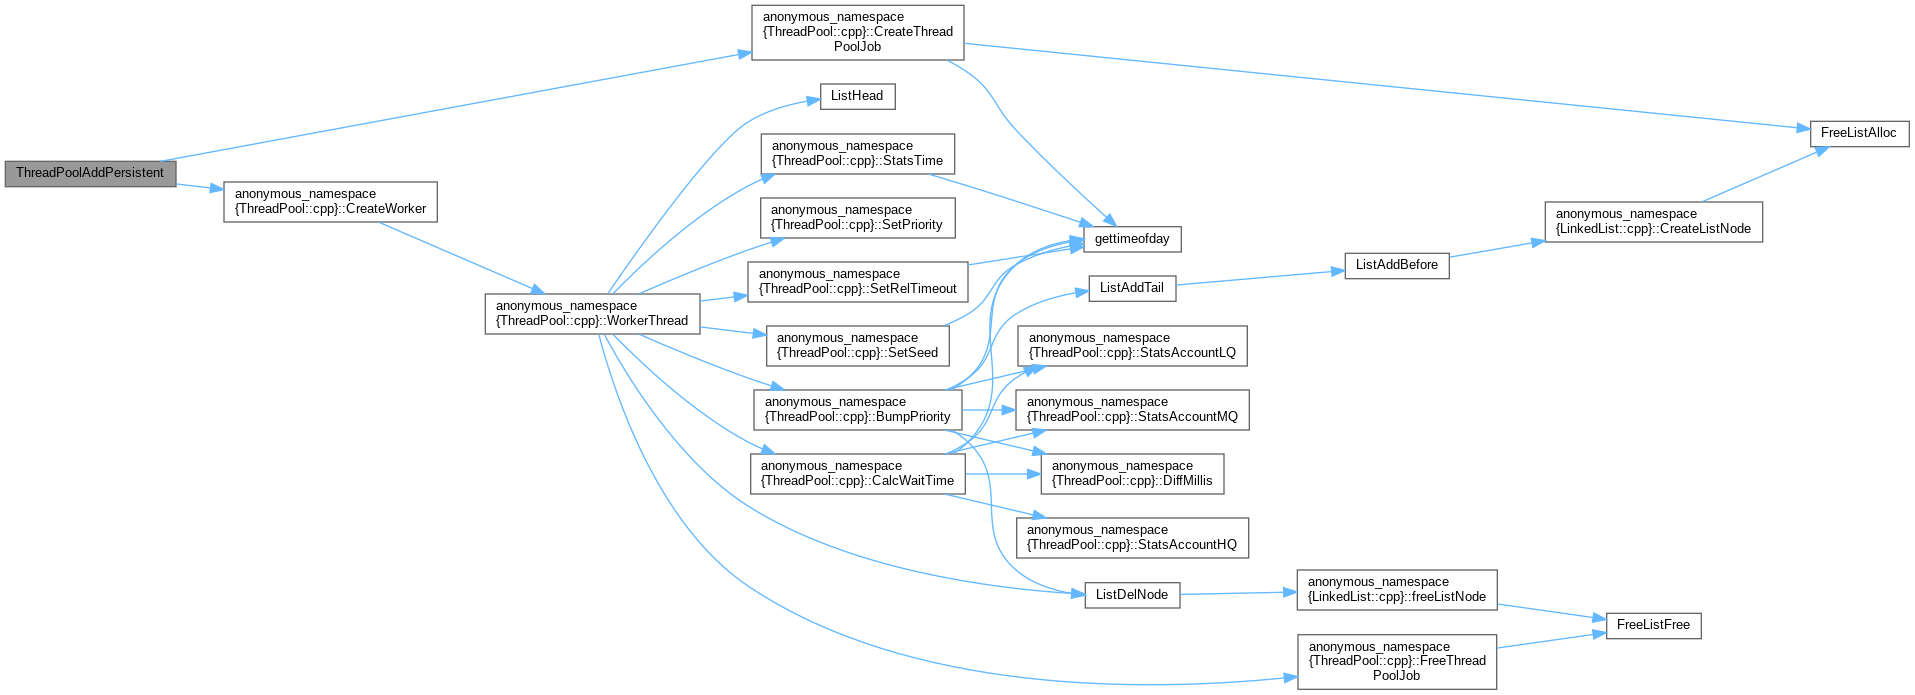 anonymous_namespace
{ThreadPool::cpp}::CreateThread
PoolJob
ListHead
FreeListAlloc
anonymous_namespace
{ThreadPool::cpp}::StatsTime
ThreadPoolAddPersistent
anonymous_namespace
{ThreadPool::cpp}::CreateWorker
anonymous_namespace
{ThreadPool::cpp}::SetPriority
anonymous_namespace
{LinkedList::cpp}::CreateListNode
gettimeofday
ListAddBefore
anonymous_namespace
{ThreadPool::cpp}::SetRelTimeout
ListAddTail
anonymous_namespace
{ThreadPool::cpp}::WorkerThread
anonymous_namespace
{ThreadPool::cpp}::SetSeed
anonymous_namespace
{ThreadPool::cpp}::StatsAccountLQ
anonymous_namespace
{ThreadPool::cpp}::BumpPriority
anonymous_namespace
{ThreadPool::cpp}::StatsAccountMQ
anonymous_namespace
{ThreadPool::cpp}::CalcWaitTime
anonymous_namespace
{ThreadPool::cpp}::DiffMillis
anonymous_namespace
{ThreadPool::cpp}::StatsAccountHQ
ListDelNode
anonymous_namespace
{LinkedList::cpp}::freeListNode
FreeListFree
anonymous_namespace
{ThreadPool::cpp}::FreeThread
PoolJob